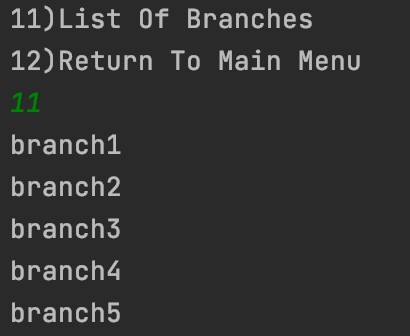 11)List Of Branches
12)Return To Main Menu
11
branch1
branch2
branch3
branch4
branch5